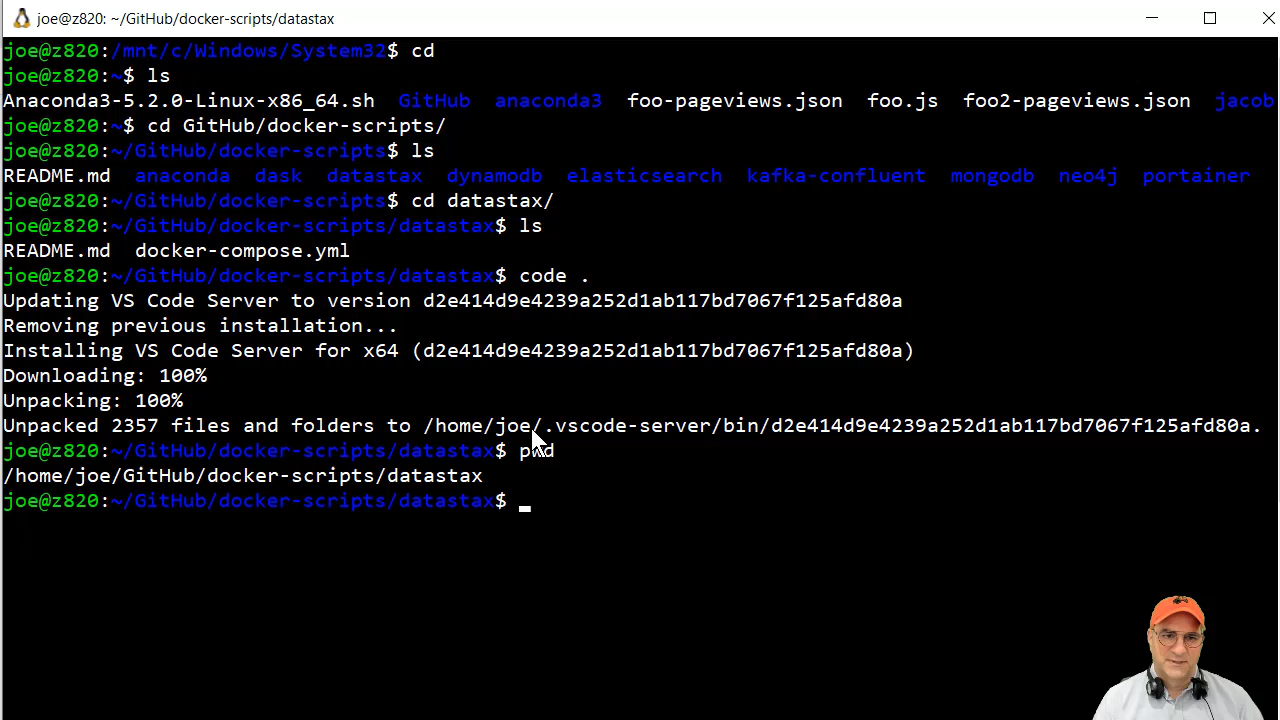 joe@z820: ~/GitHub/docker-scripts/datastax
joe@z820:/mnt/c/Windows/System32$ cd
joe@z820:~$ ls
Anaconda3-5.2.0-Linux-x86_64.sh  GitHub  anaconda3  foo-pageviews.json  foo.js  foo2-pageviews.json  jacob
joe@z820:~$ cd GitHub/docker-scripts/
joe@z820:~/GitHub/docker-scripts$ ls
README.md  anaconda  dask  datastax  dynamodb  elasticsearch  kafka-confluent  mongodb  neo4j  portainer
joe@z820:~/GitHub/docker-scripts$ cd datastax/
joe@z820:~/GitHub/docker-scripts/datastax$ ls
README.md  docker-compose.yml
joe@z820:~/GitHub/docker-scripts/datastax$ code .
Updating VS Code Server to version d2e414d9e4239a252d1ab117bd7067f125afd80a
Removing previous installation...
Installing VS Code Server for x64 (d2e414d9e4239a252d1ab117bd7067f125afd80a)
Downloading: 100%
Unpacking: 100%
Unpacked 2357 files and folders to /home/joe/.vscode-server/bin/d2e414d9e4239a252d1ab117bd7067f125afd80a.
joe@z820:~/GitHub/docker-scripts/datastax$ pwd
/home/joe/GitHub/docker-scripts/datastax
joe@z820:~/GitHub/docker-scripts/datastax$